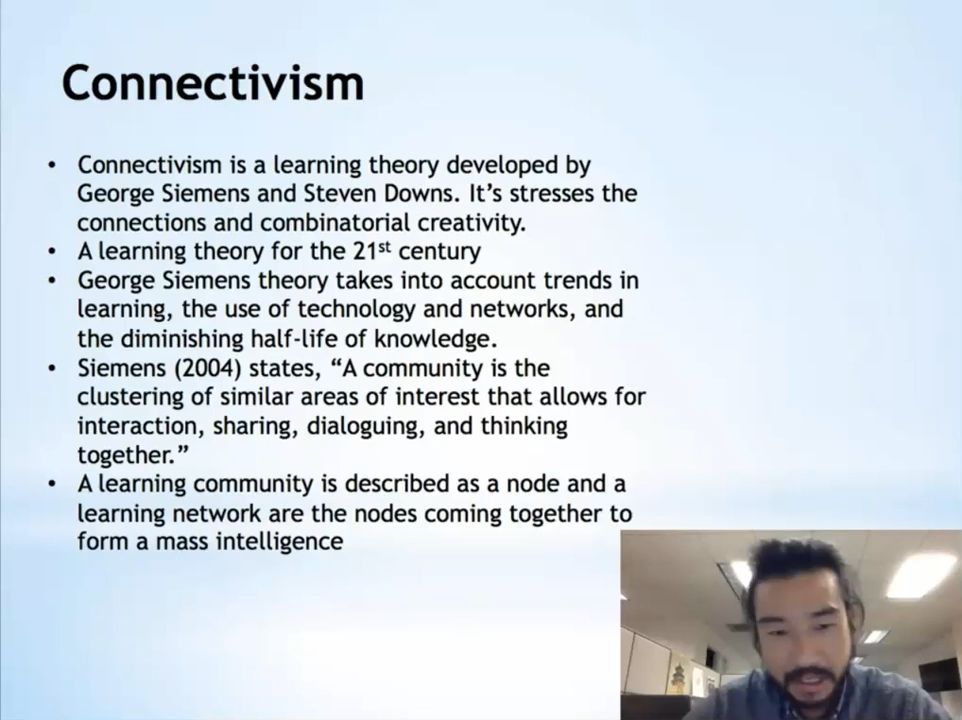 Connectivism
• Connectivism is a learning theory developed by
George Siemens and Steven Downs. It’s stresses the
connections and combinatorial creativity.
• A learning theory for the 21st century
• George Siemens theory takes into account trends in
learning, the use of technology and networks, and
the diminishing half-life of knowledge.
• Siemens (2004) states, “A community is the
clustering of similar areas of interest that allows for
interaction, sharing, dialoguing, and thinking
together.”
• A learning community is described as a node and a
learning network are the nodes coming together to
form a mass intelligence